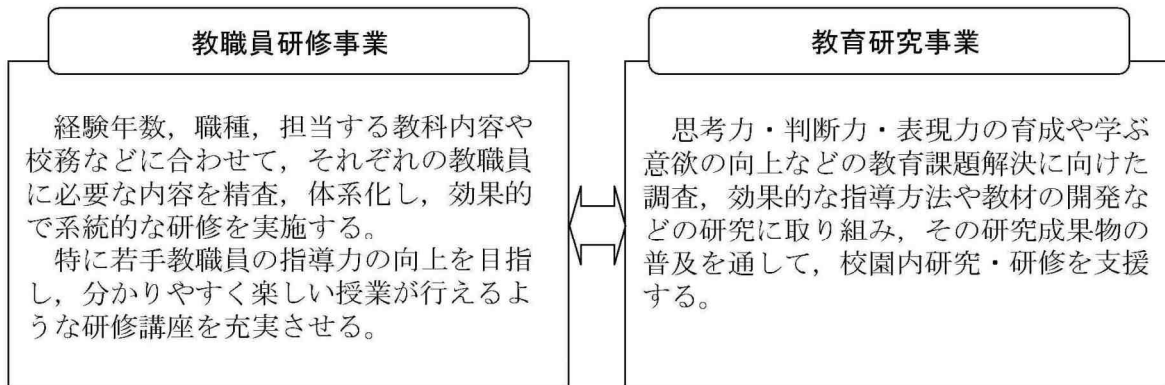 教職員研修事業
経験年数，職種，担当する教科内容や
校務などに合わせて，それぞれの教職員
に必要な内容を精査，体系化し，効果的
で系統的な研修を実施する。
特に若手教職員の指導力の向上を目指
し，分かりやすく楽しい授業が行えるよ
うな研修講座を充実させる。
教育研究事業
思考力・判断力・表現力の育成や学ぶ
意欲の向上などの教育課題解決に向けた
調査，効果的な指導方法や教材の開発な
どの研究に取り組み，その研究成果物の
普及を通して，校園内研究・研修を支援
する。